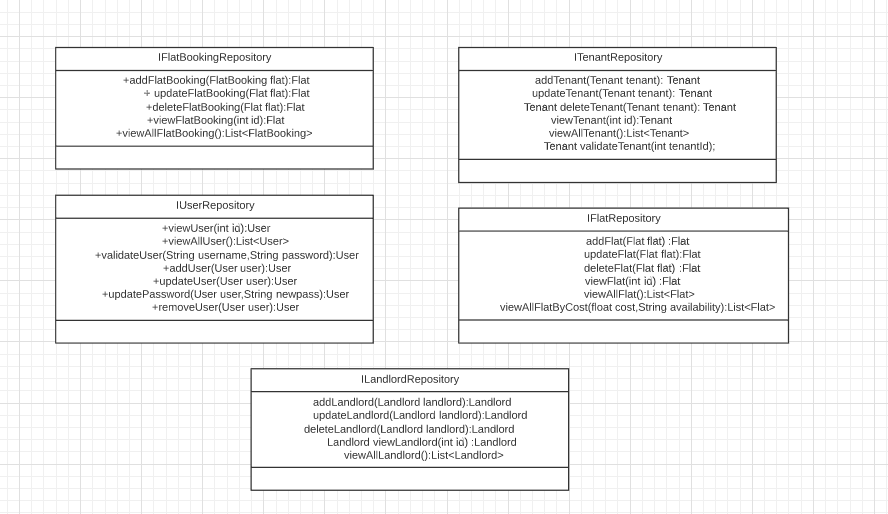 IFlatBookingRepository
+addFlatBooking(FlatBooking flat):Flat
+ updateFlatBooking(Flat flat):Flat
+deleteFlatBooking(Flat flat):Flat
+viewFlatBooking(int id):Flat
+viewAllFlatBooking():List<FlatBooking>
ITenantRepository
addTenant(Tenant tenant): Tenant
updateTenant(Tenant tenant): Tenant
Tenant deleteTenant(Tenant tenant): Tenant
viewTenant(int id):Tenant
viewAllTenant():List<Tenant>
Tenant validateTenant(int tenantId);
IUserRepository
+viewUser(int id):User
+viewAllUser():List<User>
+validateUser(String username,String password):User
+addUser(User user):User
+updateUser(User user):User
+updatePassword(User user,String newpass):User
+removeUser(User user):User
IFlatRepository
addFlat(Flat flat) :Flat
updateFlat(Flat flat):Flat
deleteFlat(Flat flat) :Flat
viewFlat(int id) :Flat
viewAllFlat():List<Flat>
viewAllFlatByCost(float cost,String availability):List<Flat>
ILandlordRepository
addLandlord(Landlord landlord):Landlord
updateLandlord(Landlord landlord):Landlord
deleteLandlord(Landlord landlord):Landlord
Landlord viewLandlord(int id) :Landlord
viewAllLandlord():List<Landlord>